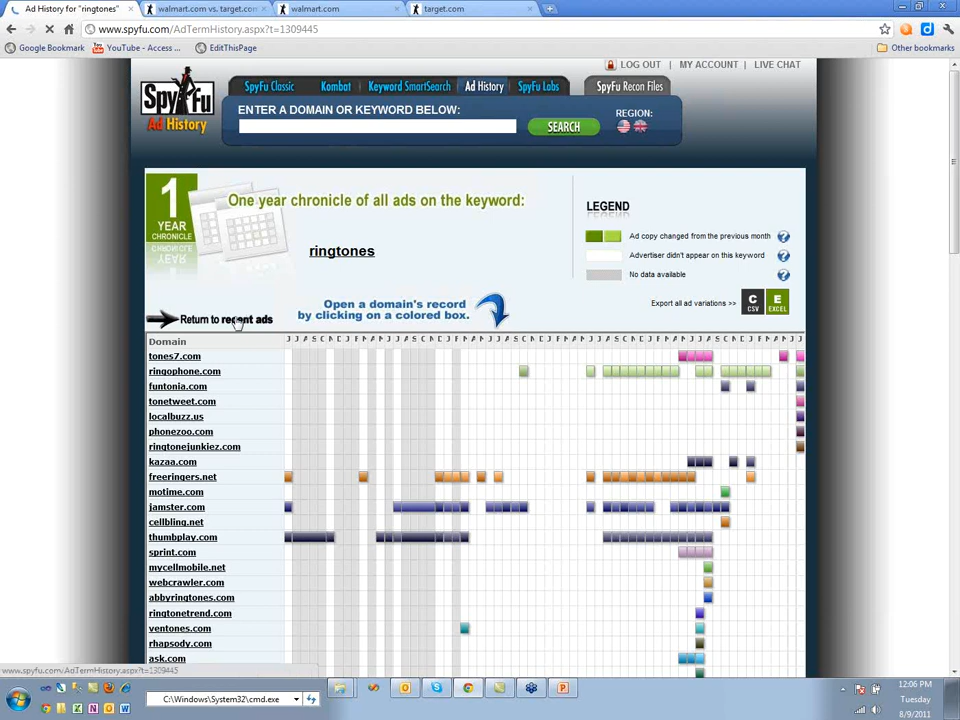 Ad History for "ringtones"
walmart.com vs. target.com
walmart.com
target.com
www.spyfu.com/AdTermHistory.aspx?t=1309445
Google Bookmark
YouTube - Access ...
EditThisPage
Other bookmarks
LOG OUT | MY ACCOUNT | LIVE CHAT
SpyFu Classic
Kombat
Keyword SmartSearch
Ad History
SpyFu Labs
SpyFu Recon Files
SpyFu
Ad History
ENTER A DOMAIN OR KEYWORD BELOW:
SEARCH
REGION:
1
YEAR
CHRONICLE
One year chronicle of all ads on the keyword:
ringtones
LEGEND
Ad copy changed from the previous month
Advertiser didn't appear on this keyword
No data available
Export all ad variations >>
C
CSV
E
EXCEL
Return to recent ads
Open a domain's record
by clicking on a colored box.
Domain
tones7.com
ringophone.com
funtonia.com
tonetweet.com
localbuzz.us
phonezoo.com
ringtonejunkiez.com
kazaa.com
freeringers.net
motime.com
jamster.com
cellbling.net
thumbplay.com
sprint.com
mycellmobile.net
webcrawler.com
abbyringtones.com
ringtonetrend.com
ventones.com
rhapsody.com
ask.com
www.spyfu.com/AdTermHistory.aspx?t=1309445
C:\Windows\System32\cmd.exe
12:06 PM
Tuesday
8/9/2011